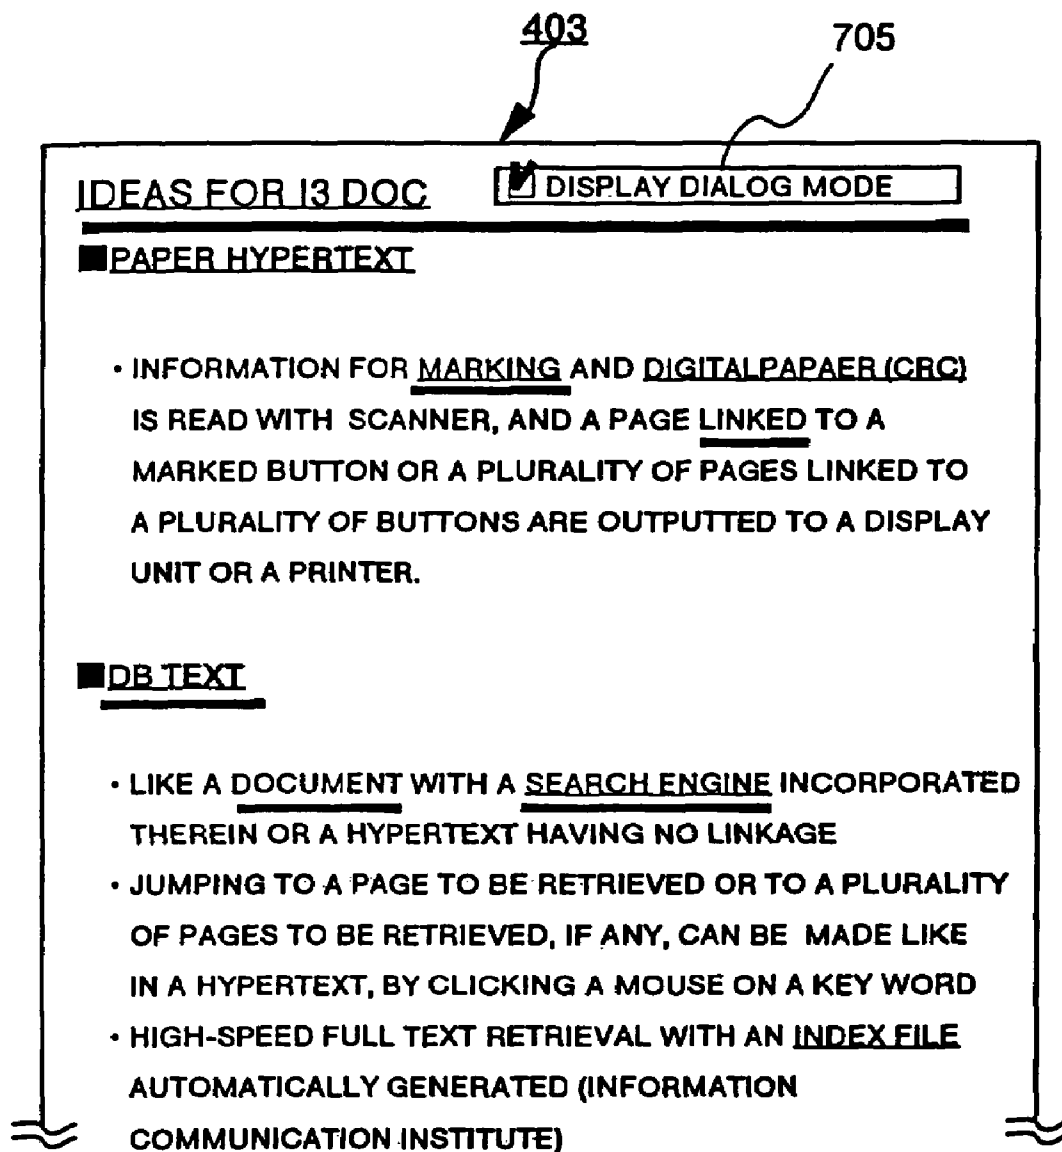 403
705
IDEAS FOR I3 DOC
DISPLAY DIALOG MODE
■PAPER HYPERTEXT
・INFORMATION FOR MARKING AND DIGITALPAPAER (CRC)
IS READ WITH SCANNER, AND A PAGE LINKED TO A
MARKED BUTTON OR A PLURALITY OF PAGES LINKED TO
A PLURALITY OF BUTTONS ARE OUTPUTTED TO A DISPLAY
UNIT OR A PRINTER.
■DB TEXT
・LIKE A DOCUMENT WITH A SEARCH ENGINE INCORPORATED
THEREIN OR A HYPERTEXT HAVING NO LINKAGE
・JUMPING TO A PAGE TO BE RETRIEVED OR TO A PLURALITY
OF PAGES TO BE RETRIEVED, IF ANY, CAN BE MADE LIKE
IN A HYPERTEXT, BY CLICKING A MOUSE ON A KEY WORD
・HIGH-SPEED FULL TEXT RETRIEVAL WITH AN INDEX FILE
AUTOMATICALLY GENERATED (INFORMATION
COMMUNICATION INSTITUTE)